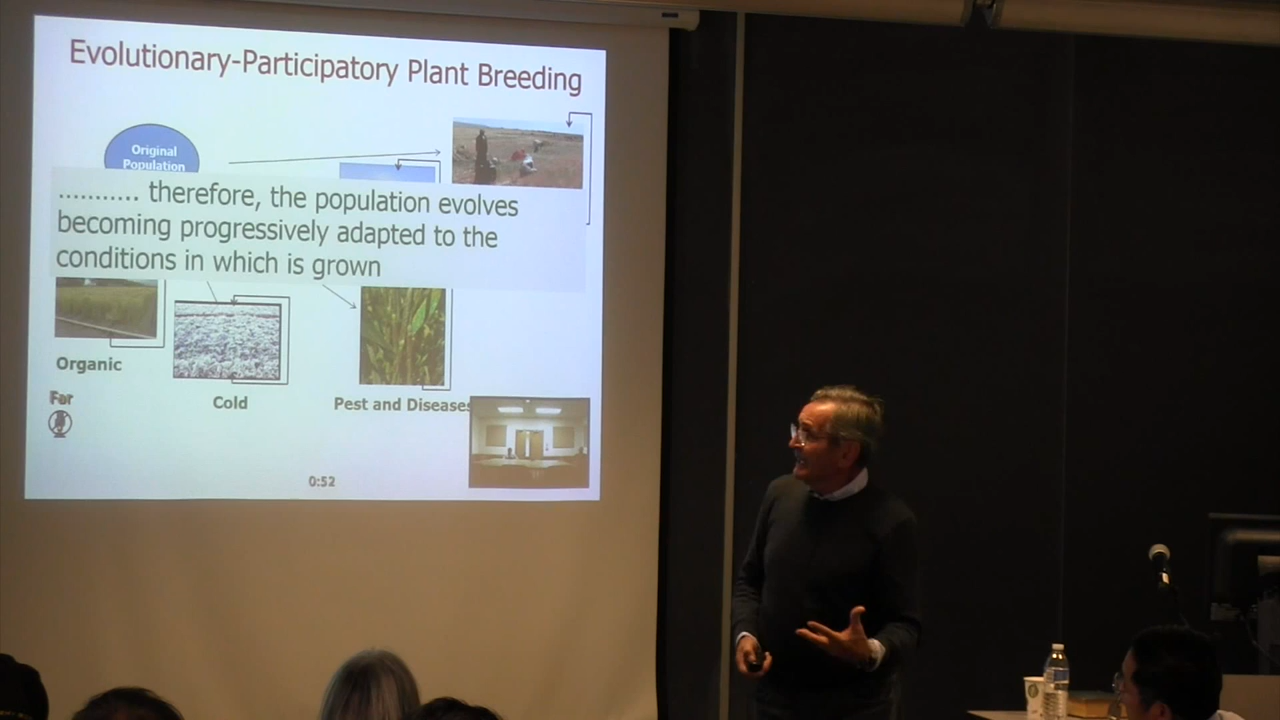 Evolutionary-Participatory Plant Breeding
Original
Population
........... therefore, the population evolves
becoming progressively adapted to the
conditions in which is grown
Organic
Cold
Pest and Diseases
Far
0:52